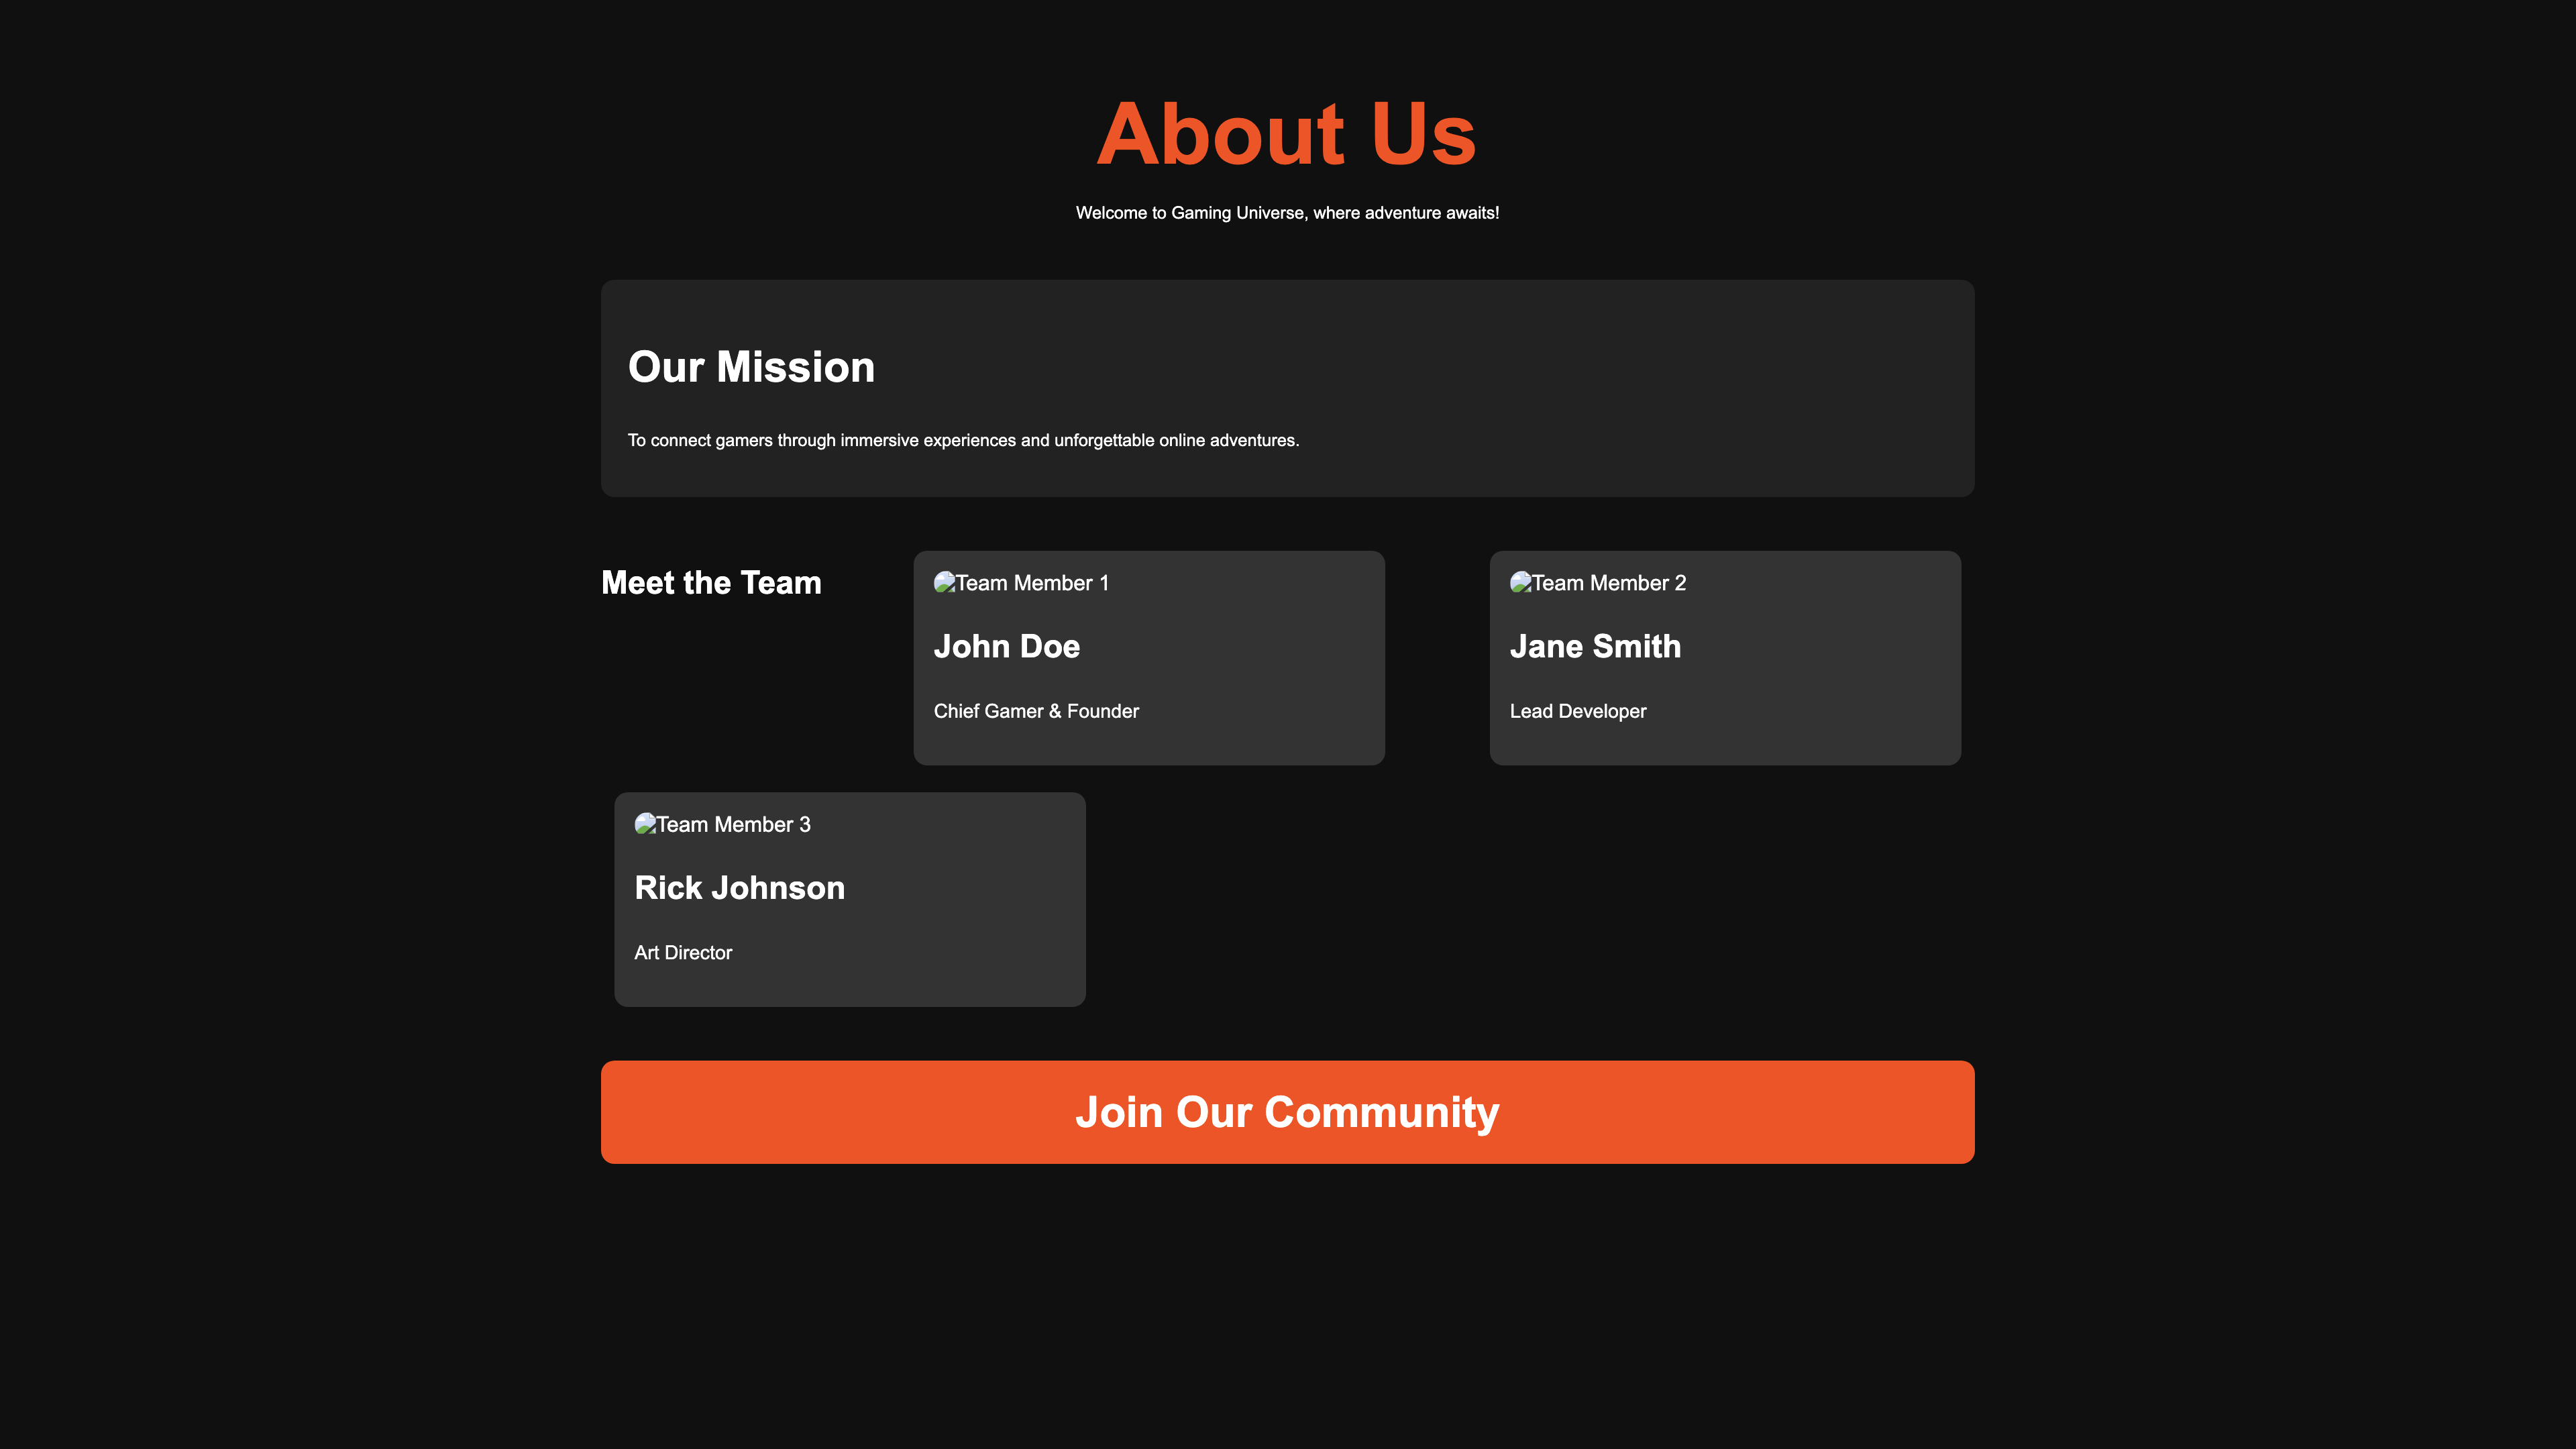 About Us
Welcome to Gaming Universe, where adventure awaits!
Our Mission
To connect gamers through immersive experiences and unforgettable online adventures.
Meet the Team
Team Member 1
John Doe
Chief Gamer & Founder
Team Member 2
Jane Smith
Lead Developer
Team Member 3
Rick Johnson
Art Director
Join Our Community